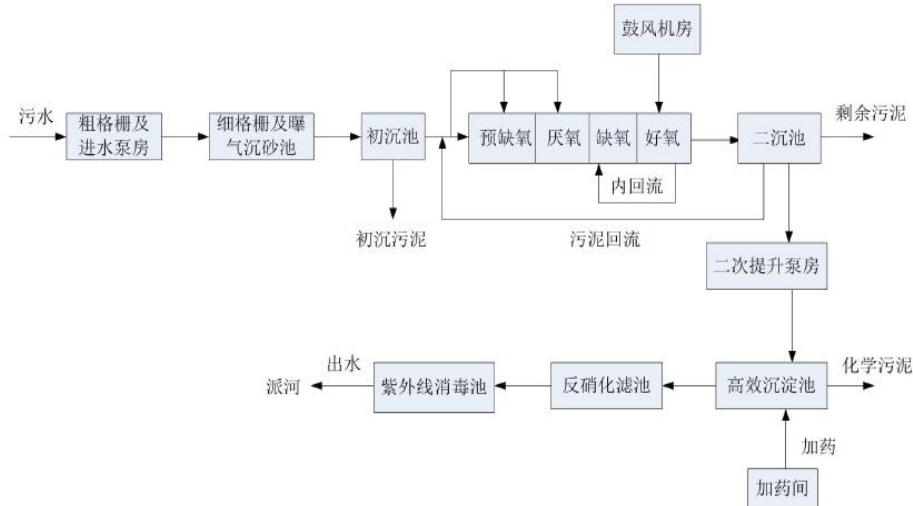 鼓风机房
污水
粗格栅及
进水泵房
细格栅及曝
气沉砂池
初沉池
预缺氧
厌氧
缺氧
好氧
二沉池
剩余污泥
内回流
初沉污泥
污泥回流
二次提升泵房
出水
派河
紫外线消毒池
反硝化滤池
高效沉淀池
化学污泥
加药
加药间